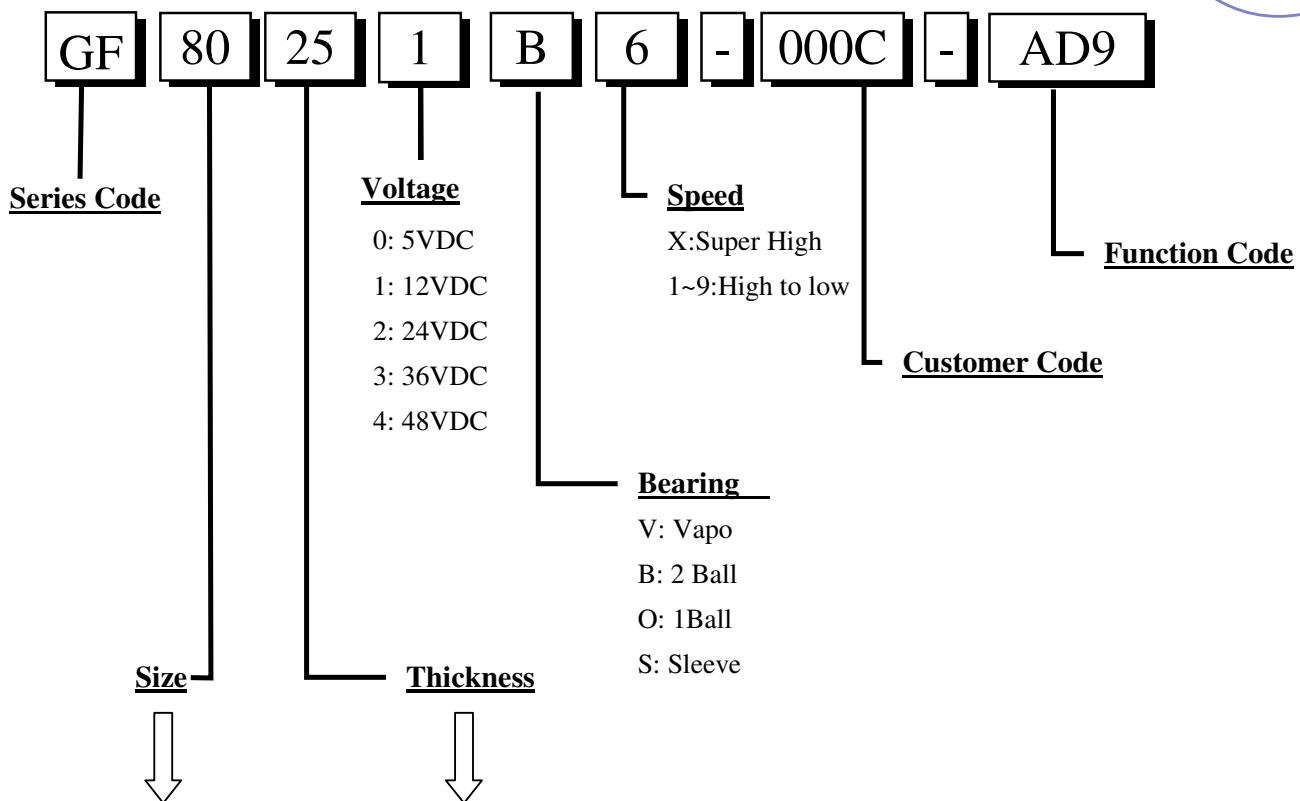 GF 80 25 1 B 6 - 000C - AD9
Series Code
Voltage
0: 5VDC
1: 12VDC
2: 24VDC
3: 36VDC
4: 48VDC
Speed
X:Super High
1~9:High to low
Function Code
Customer Code
Bearing
V: Vapo
B: 2 Ball
O: 1Ball
S: Sleeve
Size
Thickness